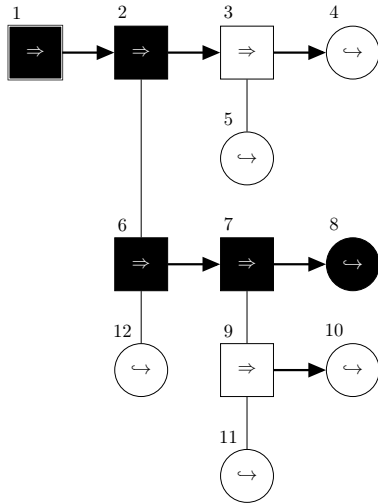 1 2 3 4
⇒ ⇒ ⇒ ↪
5
↪
6 7 8
⇒ ⇒ ↪
12 9 10
↪ ⇒ ↪
11
↪